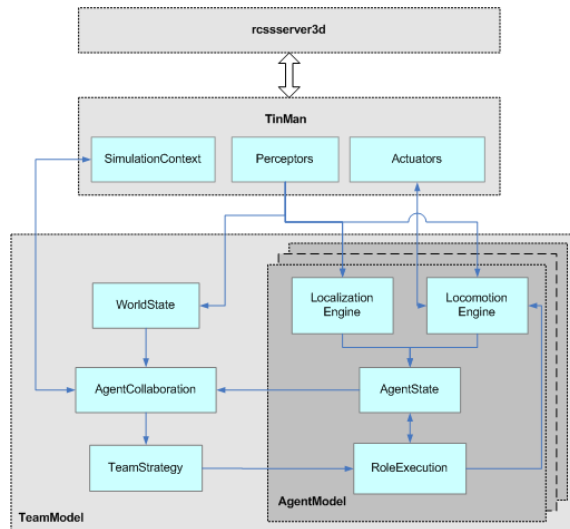 rcssserver3d
TinMan
SimulationContext
Perceptors
Actuators
WorldState
Localization
Engine
Locomotion
Engine
AgentCollaboration
AgentState
TeamStrategy
RoleExecution
AgentModel
TeamModel